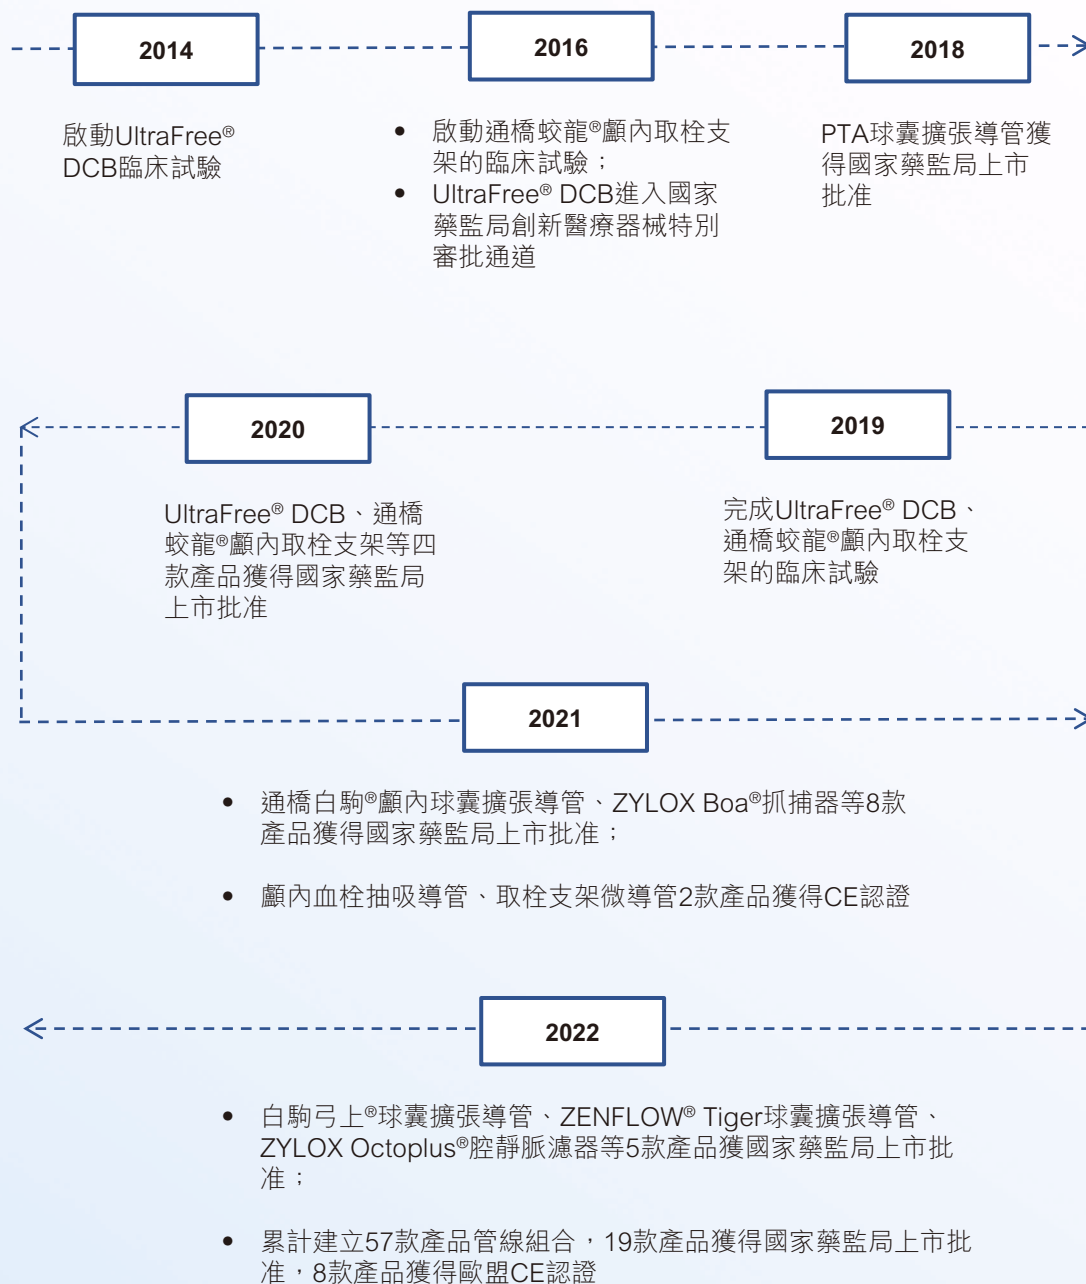 2014
啟動UltraFree®
DCB臨床試驗
2016
• 啟動通橋蛟龍®顱內取栓支
架的臨床試驗；
• UltraFree® DCB進入國家
藥監局創新醫療器械特別
審批通道
2018
PTA球囊擴張導管獲
得國家藥監局上市
批准
2019
完成UltraFree® DCB、
通橋蛟龍®顱內取栓支
架的臨床試驗
2020
UltraFree® DCB、通橋
蛟龍®顱內取栓支架等四
款產品獲得國家藥監局
上市批准
2021
• 通橋白駒®顱內球囊擴張導管、ZYLOX Boa®抓捕器等8款
產品獲得國家藥監局上市批准；
• 顱內血栓抽吸導管、取栓支架微導管2款產品獲得CE認證
2022
• 白駒弓上®球囊擴張導管、ZENFLOW® Tiger球囊擴張導管、
ZYLOX Octoplus®腔靜脈濾器等5款產品獲國家藥監局上市批
准；
• 累計建立57款產品管線組合，19款產品獲得國家藥監局上市批
准，8款產品獲得歐盟CE認證